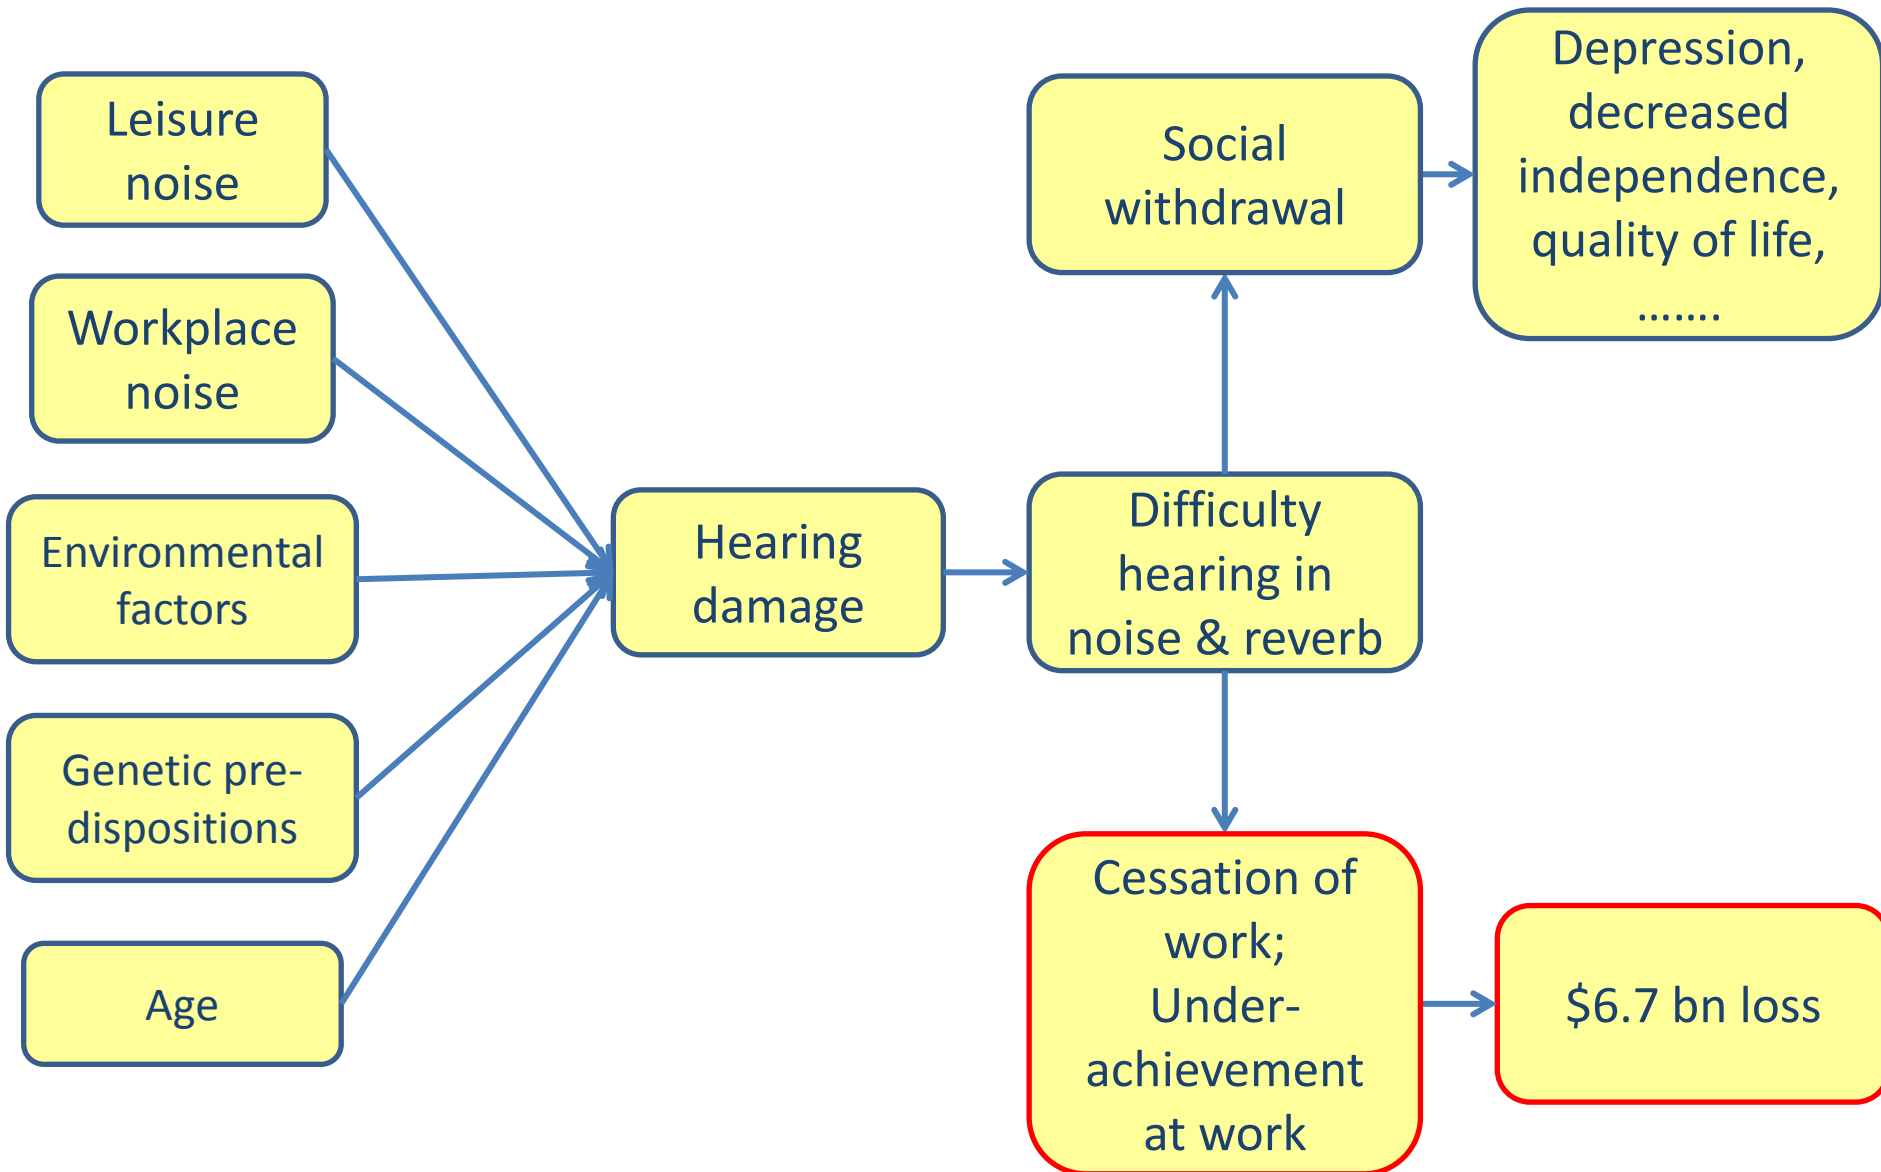 Leisure
noise
Workplace
noise
Environmental
factors
Genetic pre-
dispositions
Age
Hearing
damage
Difficulty
hearing in
noise & reverb
Social
withdrawal
Depression,
decreased
independence,
quality of life,
…….
Cessation of
work;
Under-
achievement
at work
$6.7 bn loss